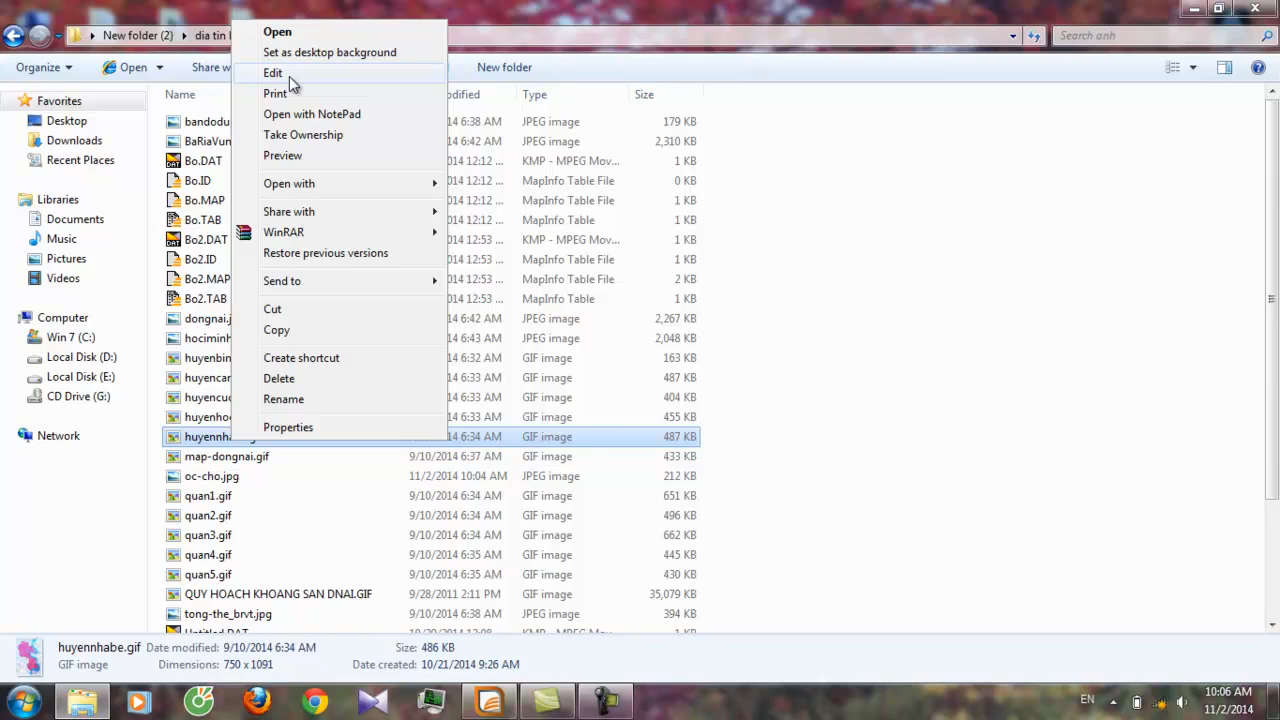 New folder (2)
dia tin
Search anh
Organize
Open
Share w
New folder
Open
Set as desktop background
Edit
Print
Open with NotePad
Take Ownership
Preview
Open with
Share with
WinRAR
Restore previous versions
Send to
Cut
Copy
Create shortcut
Delete
Rename
Properties
Favorites
Desktop
Downloads
Recent Places
Libraries
Documents
Music
Pictures
Videos
Computer
Win 7 (C:)
Local Disk (D:)
Local Disk (E:)
CD Drive (G:)
Network
Name odified Type Size
bandodu 14 6:38 AM JPEG image 179 KB
BaRiaVun 14 6:42 AM JPEG image 2,310 KB
Bo.DAT 014 12:12 ... KMP - MPEG Mov... 1 KB
Bo.ID 014 12:12 ... MapInfo Table File 0 KB
Bo.MAP 014 12:12 ... MapInfo Table File 1 KB
Bo.TAB 014 12:12 ... MapInfo Table 1 KB
Bo2.DAT 014 12:53 ... KMP - MPEG Mov... 1 KB
Bo2.ID 014 12:53 ... MapInfo Table File 1 KB
Bo2.MAP 014 12:53 ... MapInfo Table File 2 KB
Bo2.TAB 014 12:53 ... MapInfo Table 1 KB
dongnai.j 14 6:42 AM JPEG image 2,267 KB
hociminh 14 6:43 AM JPEG image 2,048 KB
huyenbin 14 6:32 AM GIF image 163 KB
huyencan 14 6:33 AM GIF image 487 KB
huyencuc 14 6:33 AM GIF image 404 KB
huyenhoc 14 6:33 AM GIF image 455 KB
huyennha 14 6:34 AM GIF image 487 KB
map-dongnai.gif 9/10/2014 6:37 AM GIF image 433 KB
oc-cho.jpg 11/2/2014 10:04 AM JPEG image 212 KB
quan1.gif 9/10/2014 6:34 AM GIF image 651 KB
quan2.gif 9/10/2014 6:34 AM GIF image 496 KB
quan3.gif 9/10/2014 6:34 AM GIF image 662 KB
quan4.gif 9/10/2014 6:35 AM GIF image 445 KB
quan5.gif 9/10/2014 6:35 AM GIF image 430 KB
QUY HOACH KHOANG SAN DNAI.GIF 9/28/2011 2:11 PM GIF image 35,079 KB
tong-the_brvt.jpg 9/10/2014 6:38 AM JPEG image 394 KB
Untitled.DAT
huyennhabe.gif Date modified: 9/10/2014 6:34 AM Size: 486 KB
GIF image Dimensions: 750 x 1091 Date created: 10/21/2014 9:26 AM
EN
10:06 AM
11/2/2014